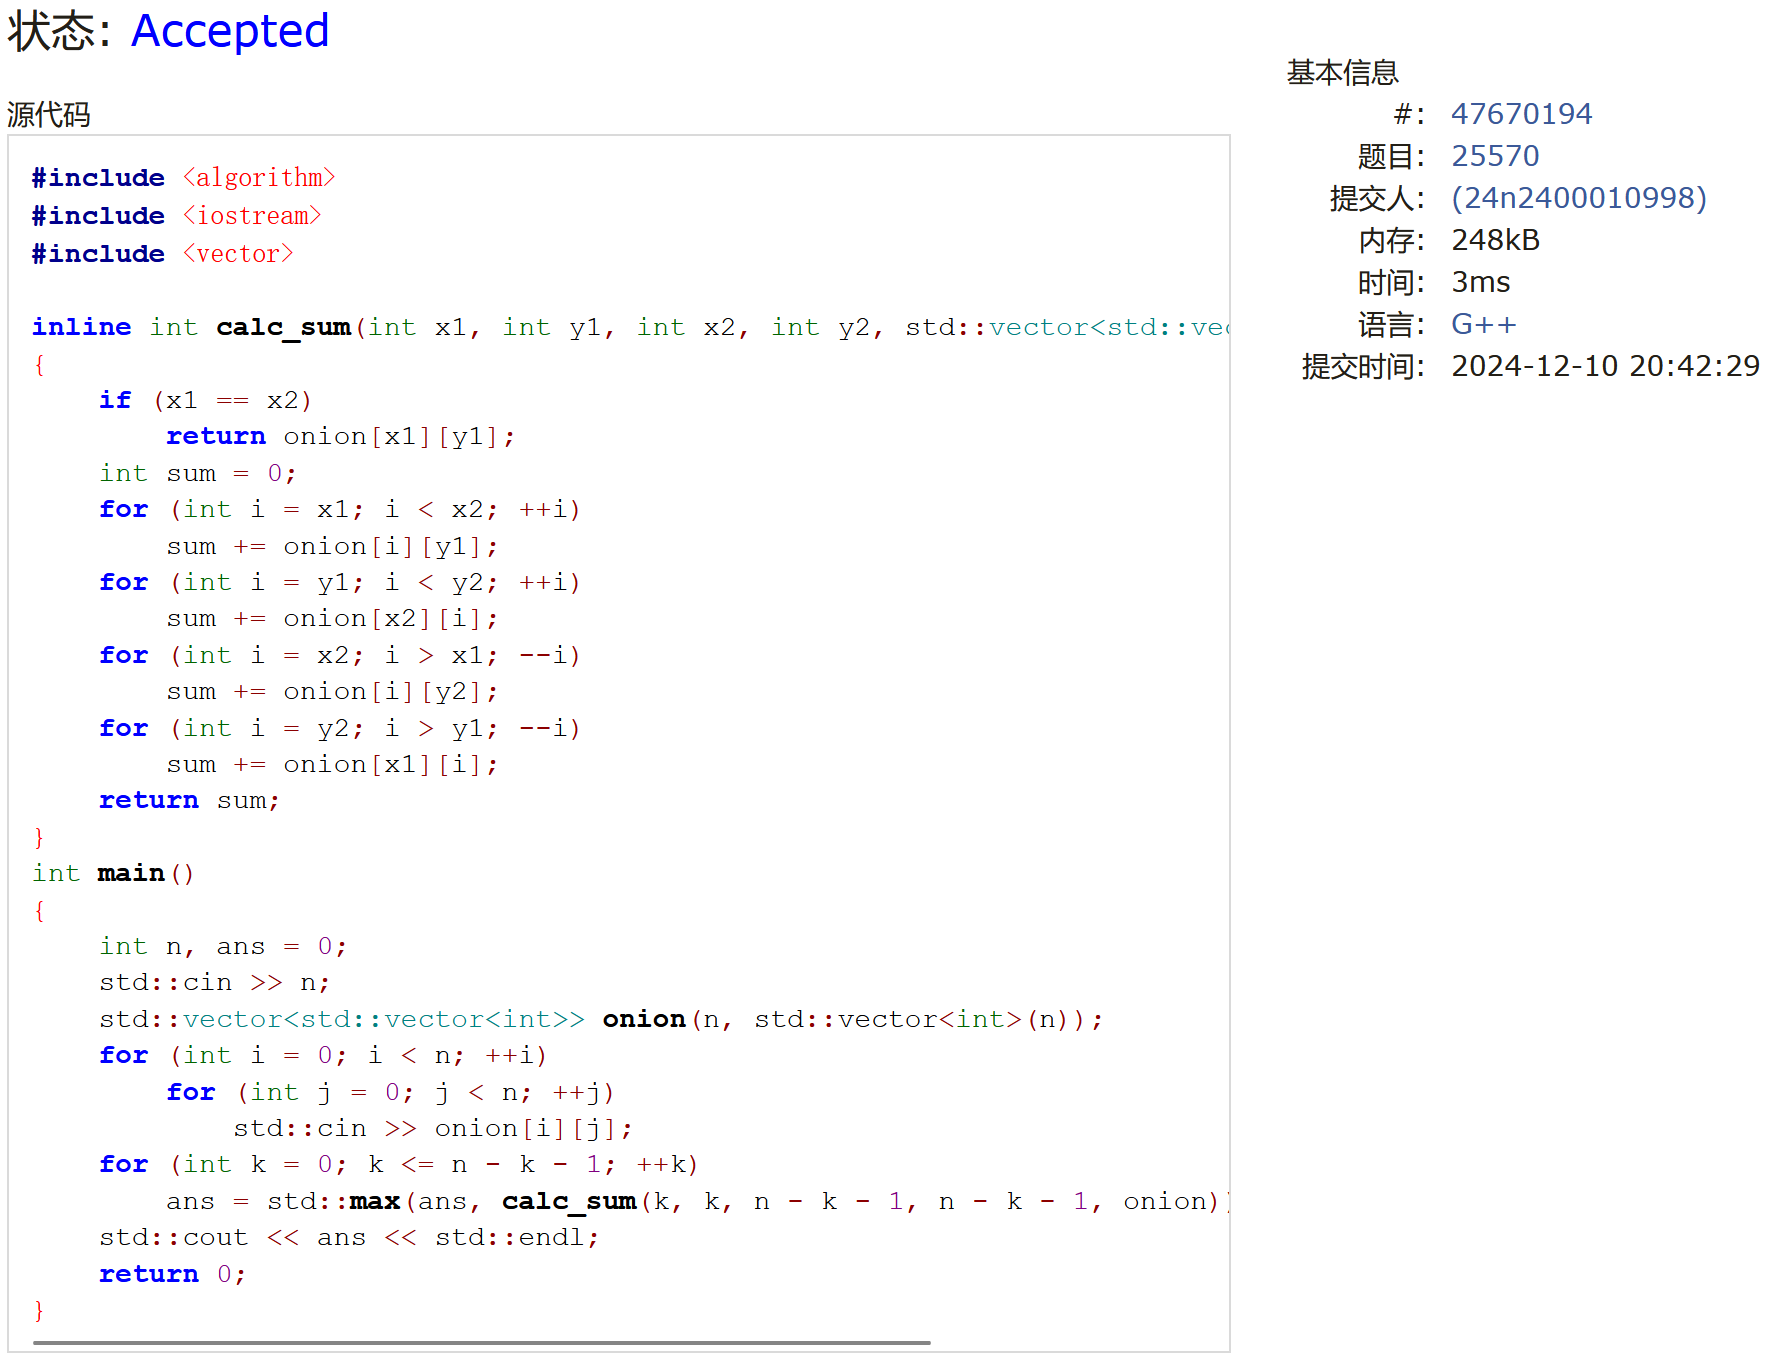 状态: Accepted
源代码
#include <algorithm>
#include <iostream>
#include <vector>
inline int calc_sum(int x1, int y1, int x2, int y2, std::vector<std::vec
{
    if (x1 == x2)
        return onion[x1][y1];
    int sum = 0;
    for (int i = x1; i < x2; ++i)
        sum += onion[i][y1];
    for (int i = y1; i < y2; ++i)
        sum += onion[x2][i];
    for (int i = x2; i > x1; --i)
        sum += onion[i][y2];
    for (int i = y2; i > y1; --i)
        sum += onion[x1][i];
    return sum;
}
int main()
{
    int n, ans = 0;
    std::cin >> n;
    std::vector<std::vector<int>> onion(n, std::vector<int>(n));
    for (int i = 0; i < n; ++i)
        for (int j = 0; j < n; ++j)
            std::cin >> onion[i][j];
    for (int k = 0; k <= n - k - 1; ++k)
        ans = std::max(ans, calc_sum(k, k, n - k - 1, n - k - 1, onion))
    std::cout << ans << std::endl;
    return 0;
}
基本信息
#: 47670194
题目: 25570
提交人: (24n2400010998)
内存: 248kB
时间: 3ms
语言: G++
提交时间: 2024-12-10 20:42:29